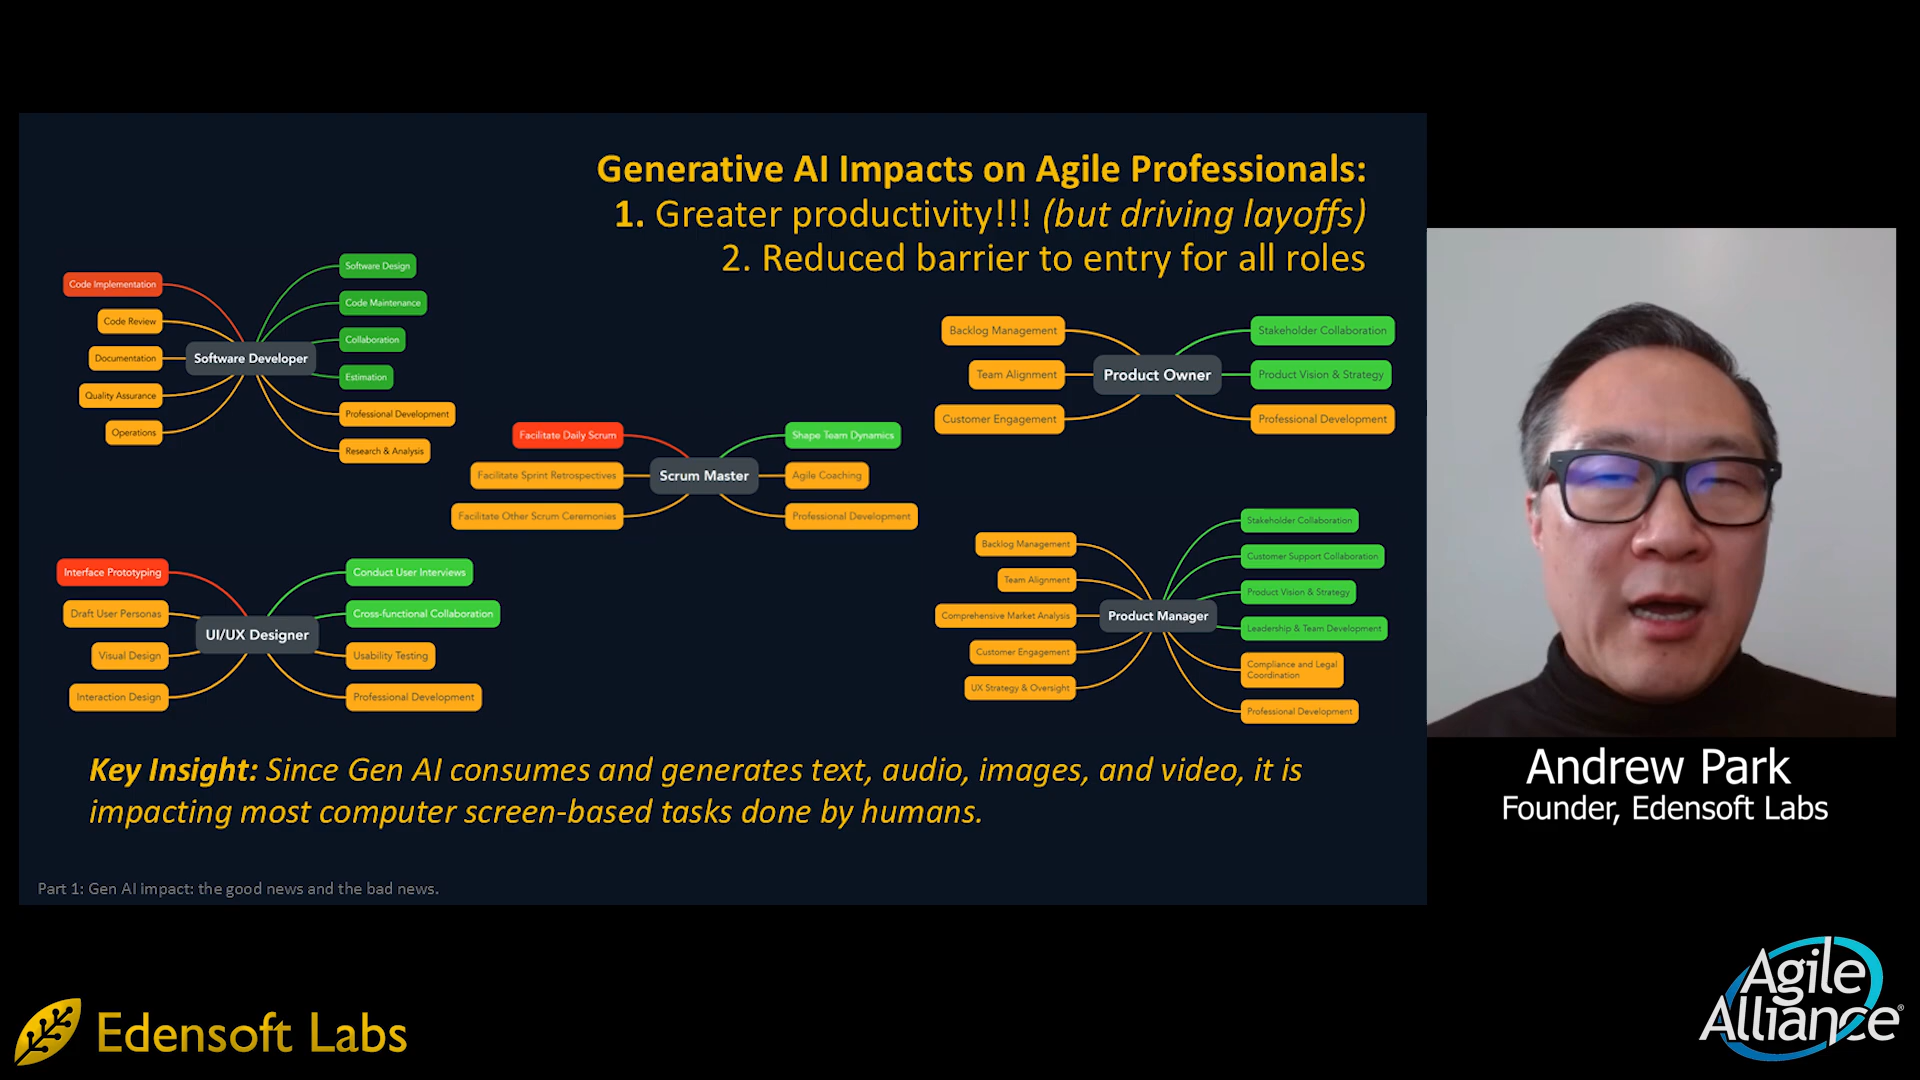 Generative AI Impacts on Agile Professionals:
1. Greater productivity!!! (but driving layoffs)
2. Reduced barrier to entry for all roles
Code Implementation
Code Review
Documentation
Quality Assurance
Operations
Software Developer
Software Design
Code Maintenance
Collaboration
Estimation
Professional Development
Research & Analysis
Facilitate Daily Scrum
Facilitate Sprint Retrospectives
Facilitate Other Scrum Ceremonies
Scrum Master
Shape Team Dynamics
Agile Coaching
Professional Development
Backlog Management
Team Alignment
Customer Engagement
Product Owner
Stakeholder Collaboration
Product Vision & Strategy
Professional Development
Interface Prototyping
Draft User Personas
Visual Design
Interaction Design
UI/UX Designer
Conduct User Interviews
Cross-functional Collaboration
Usability Testing
Professional Development
Backlog Management
Team Alignment
Comprehensive Market Analysis
Customer Engagement
UX Strategy & Oversight
Product Manager
Stakeholder Collaboration
Customer Support Collaboration
Product Vision & Strategy
Leadership & Team Development
Compliance and Legal
Coordination
Professional Development
Key Insight: Since Gen AI consumes and generates text, audio, images, and video, it is
impacting most computer screen-based tasks done by humans.
Part 1: Gen AI impact: the good news and the bad news.
Andrew Park
Founder, Edensoft Labs
Edensoft Labs
Agile
Alliance®